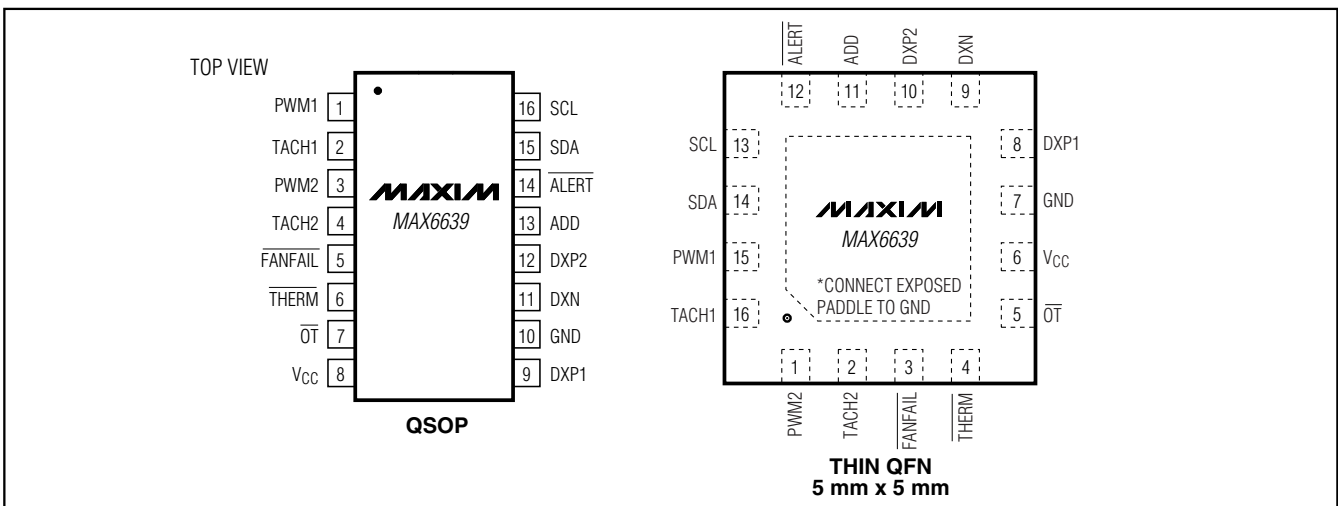 TOP VIEW
PWM1 1
TACH1 2
PWM2 3
TACH2 4
FANFAIL 5
THERM 6
OT 7
VCC 8
16 SCL
15 SDA
14 ALERT
13 ADD
12 DXP2
11 DXN
10 GND
9 DXP1
MAXIM
MAX6639
QSOP
ALERT ADD DXP2 DXN
12 11 10 9
SCL 13
SDA 14
PWM1 15
TACH1 16
8 DXP1
7 GND
6 VCC
5 OT
MAXIM
MAX6639
*CONNECT EXPOSED
PADDLE TO GND
1 2 3 4
PWM2 TACH2 FANFAIL THERM
THIN QFN
5 mm x 5 mm